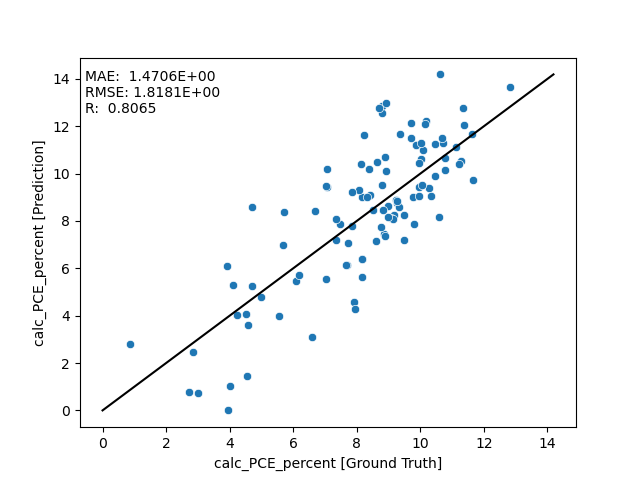 MAE:  1.4706E+00
RMSE: 1.8181E+00
R:  0.8065
calc_PCE_percent [Prediction]
14
12
10
8
6
4
2
0
0 2 4 6 8 10 12 14
calc_PCE_percent [Ground Truth]